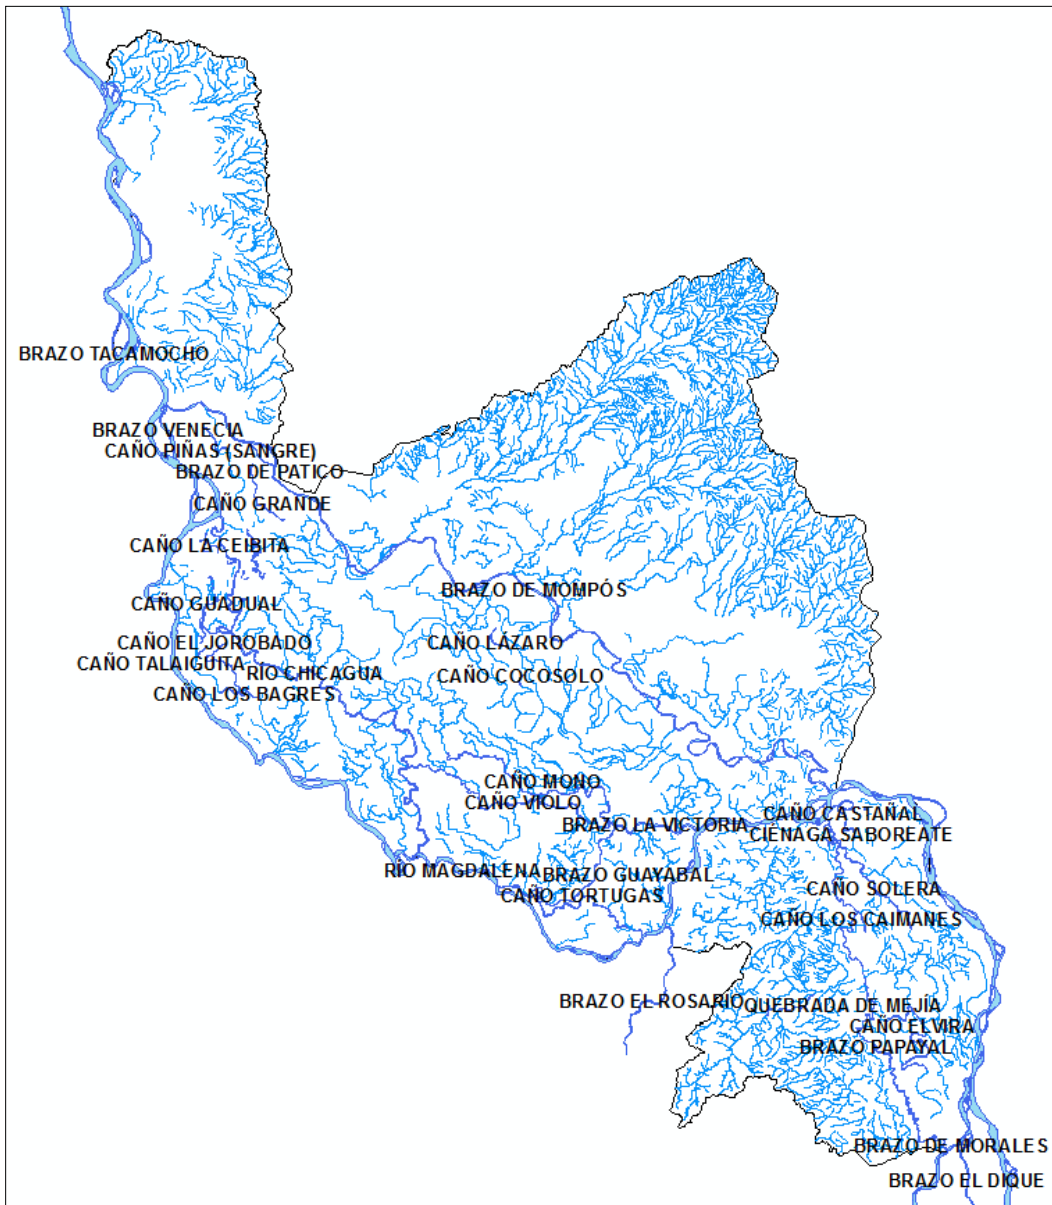 BRAZO TACAMOCHO
BRAZO VENECIA
CAÑO PIÑAS (SANGRE)
BRAZO DE PATICO
CAÑO GRANDE
CAÑO LA CEIBITA
BRAZO DE MOMPÓS
CAÑO GUADUAL
CAÑO EL JOROBADO
CAÑO LÁZARO
CAÑO TALAIGUITA
RÍO CHICAGUA
CAÑO COCOSOLO
CAÑO LOS BAGRES
CAÑO MONO
CAÑO VIOLO
CAÑO CASTAÑAL
BRAZO LA VICTORIA
CIÉNAGA SABOREATE
RÍO MAGDALENA
BRAZO GUAYABAL
CAÑO TORTUGAS
CAÑO SOLERA
CAÑO LOS CAIMANES
BRAZO EL ROSARIO
QUEBRADA DE MEJÍA
CAÑO ELVIRA
BRAZO PAPAYAL
BRAZO DE MORALES
BRAZO EL DIQUE